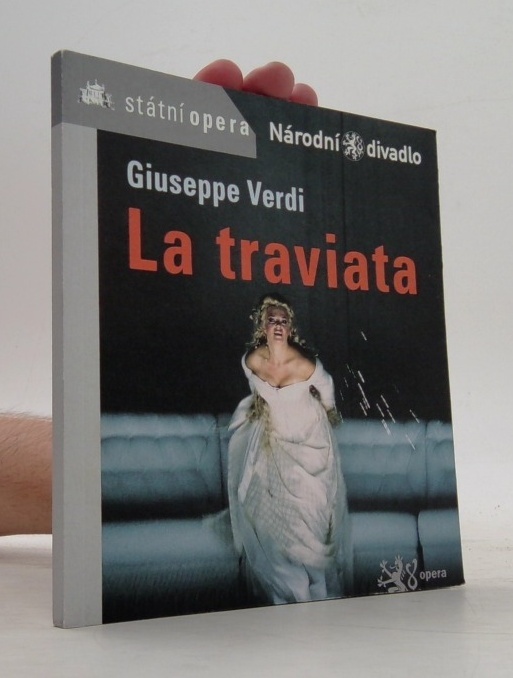 státníopera
Národní divadlo
Giuseppe Verdi
La traviata
opera